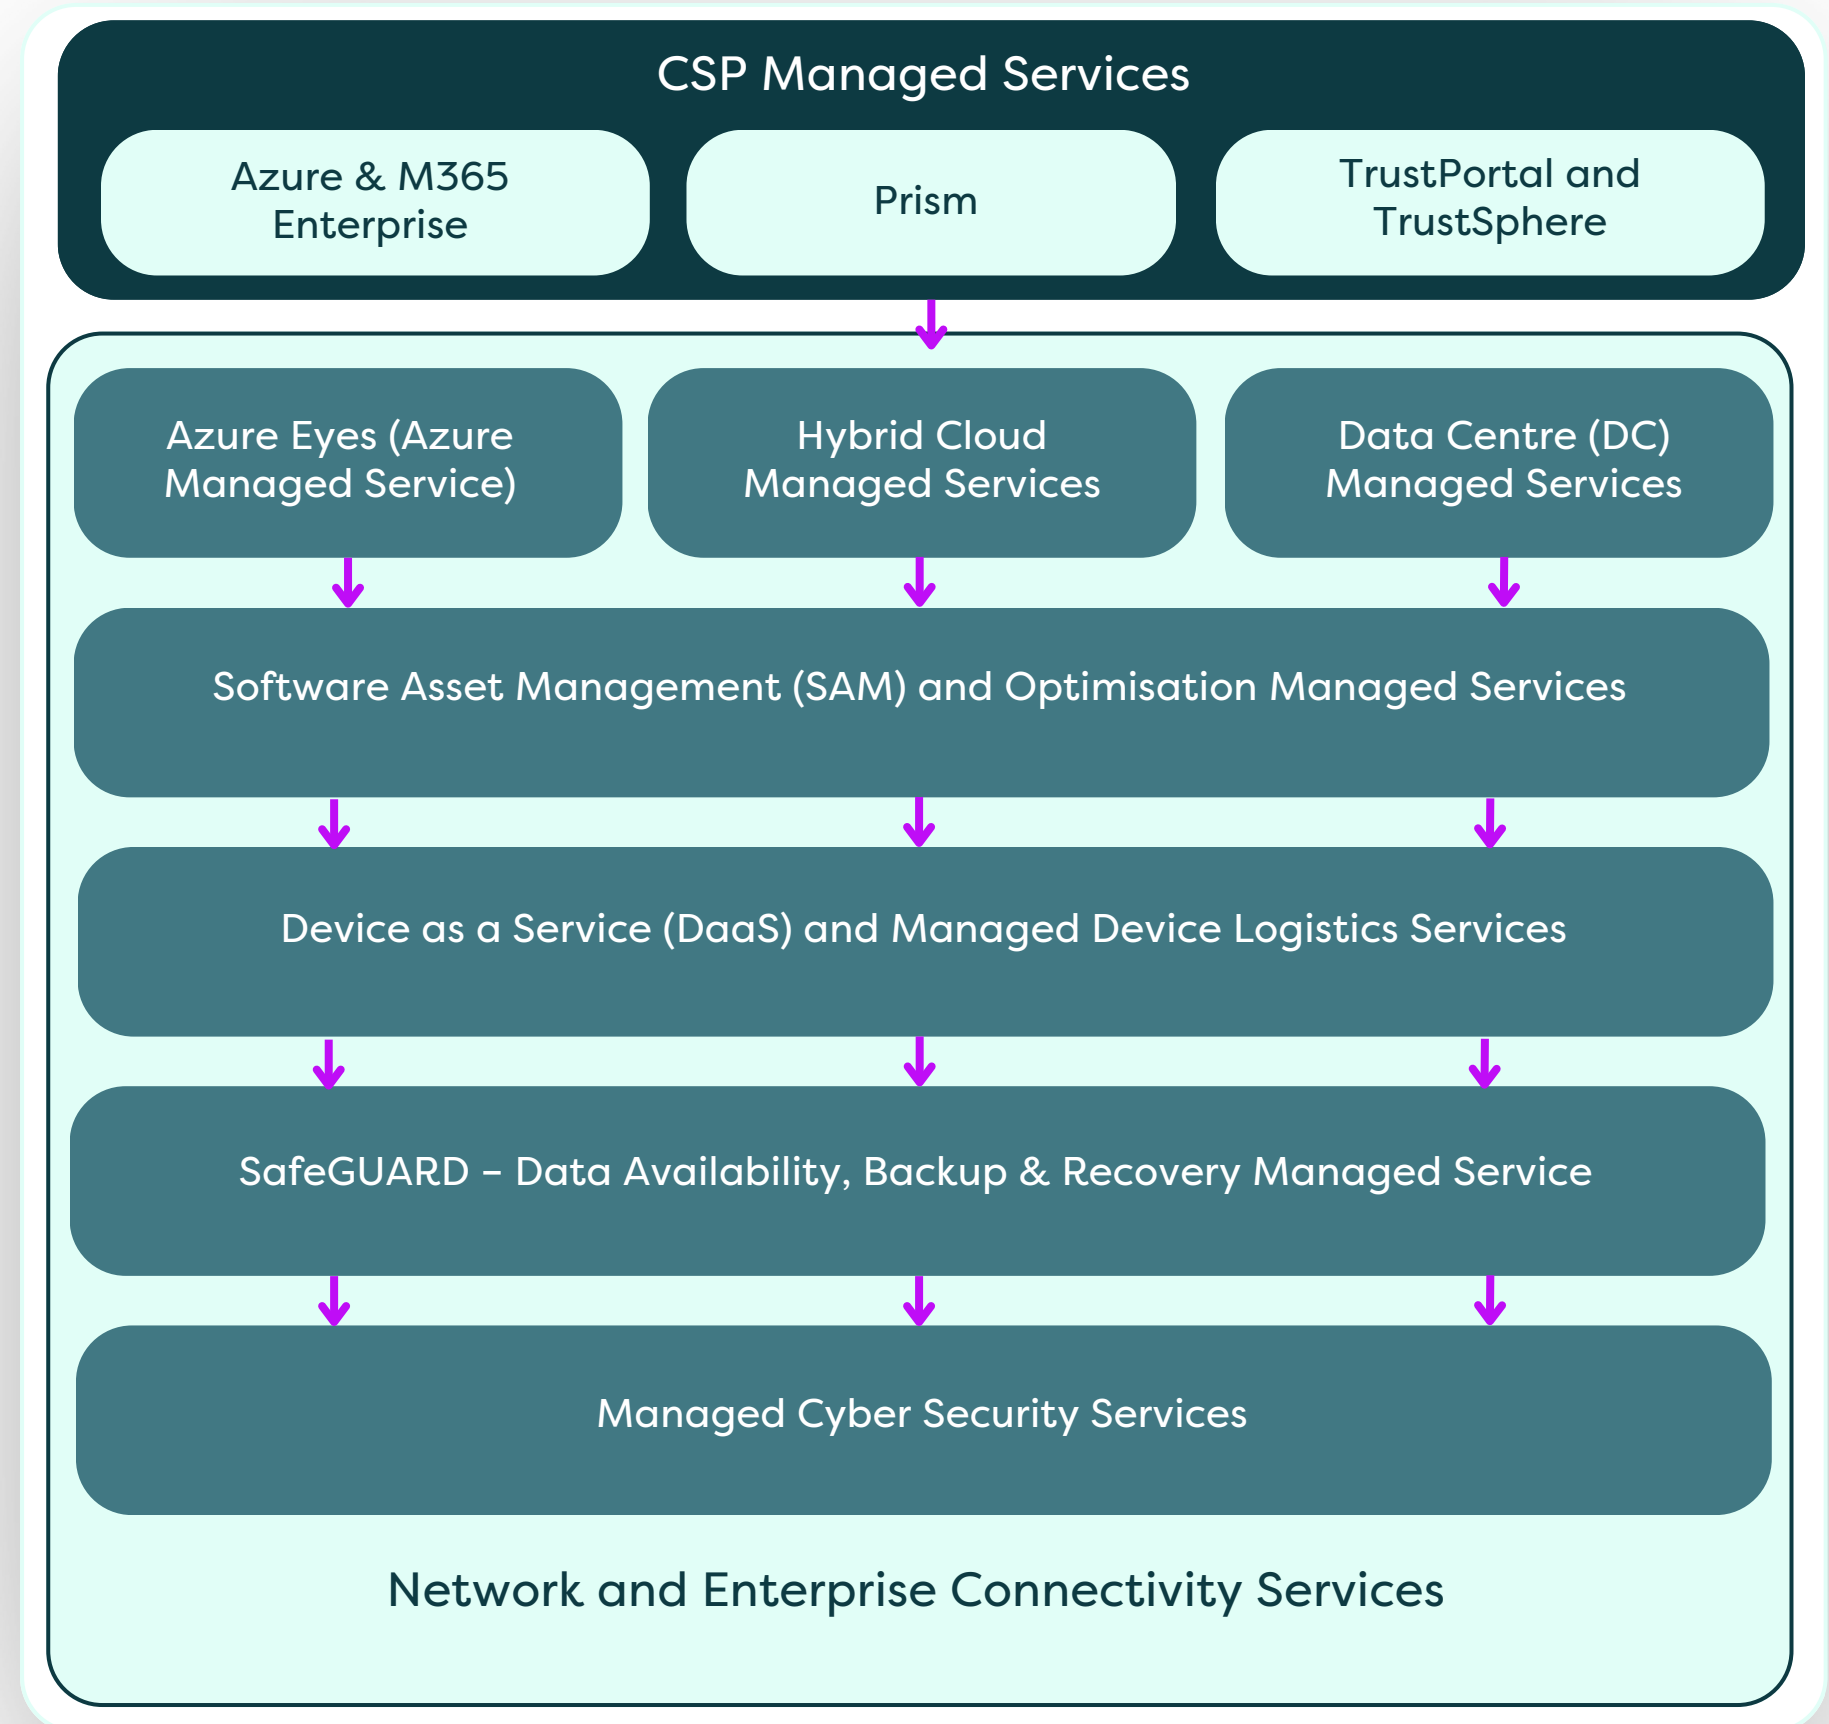 CSP Managed Services
Azure & M365
Enterprise
Prism
TrustPortal and
TrustSphere
Azure Eyes (Azure
Managed Service)
Hybrid Cloud
Managed Services
Data Centre (DC)
Managed Services
Software Asset Management (SAM) and Optimisation Managed Services
Device as a Service (DaaS) and Managed Device Logistics Services
SafeGUARD – Data Availability, Backup & Recovery Managed Service
Managed Cyber Security Services
Network and Enterprise Connectivity Services